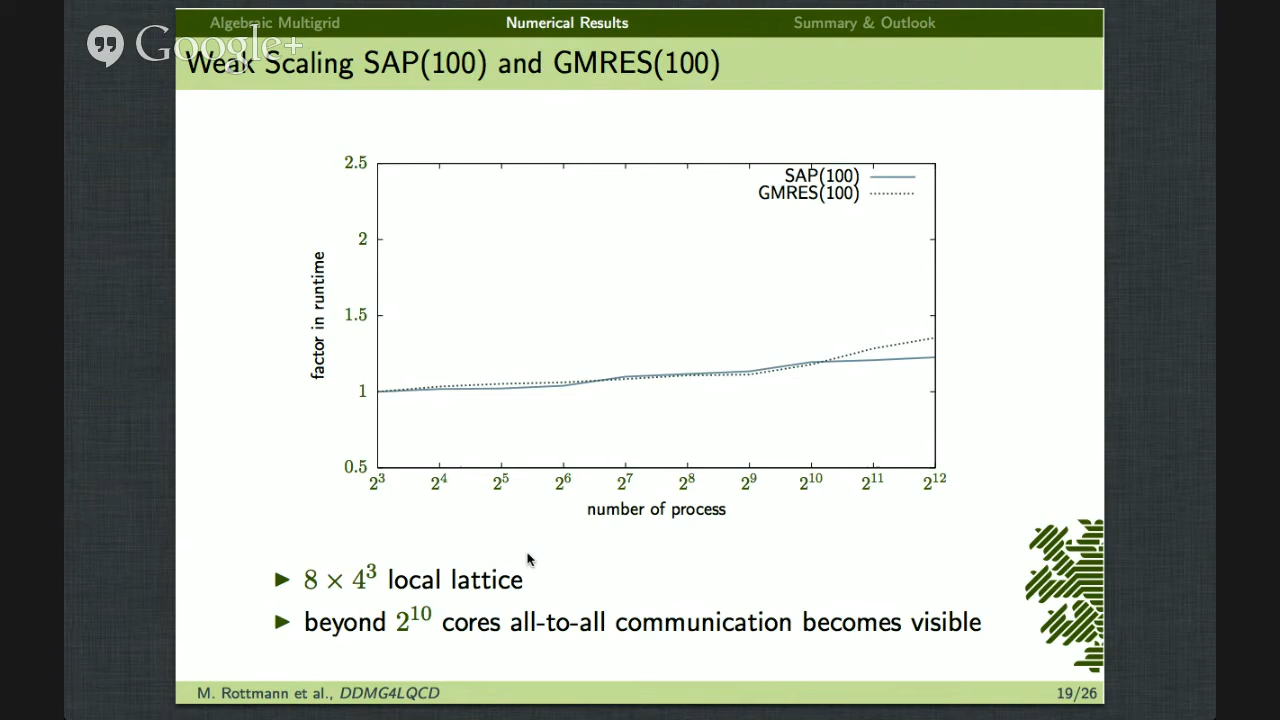 Algebraic Multigrid Numerical Results Summary & Outlook
Google+
Weak Scaling SAP(100) and GMRES(100)
2.5
2
1.5
1
0.5
factor in runtime
SAP(100)
GMRES(100)
2^3 2^4 2^5 2^6 2^7 2^8 2^9 2^10 2^11 2^12
number of process
▶ 8 × 4^3 local lattice
▶ beyond 2^10 cores all-to-all communication becomes visible
M. Rottmann et al., DDMG4LQCD 19/26